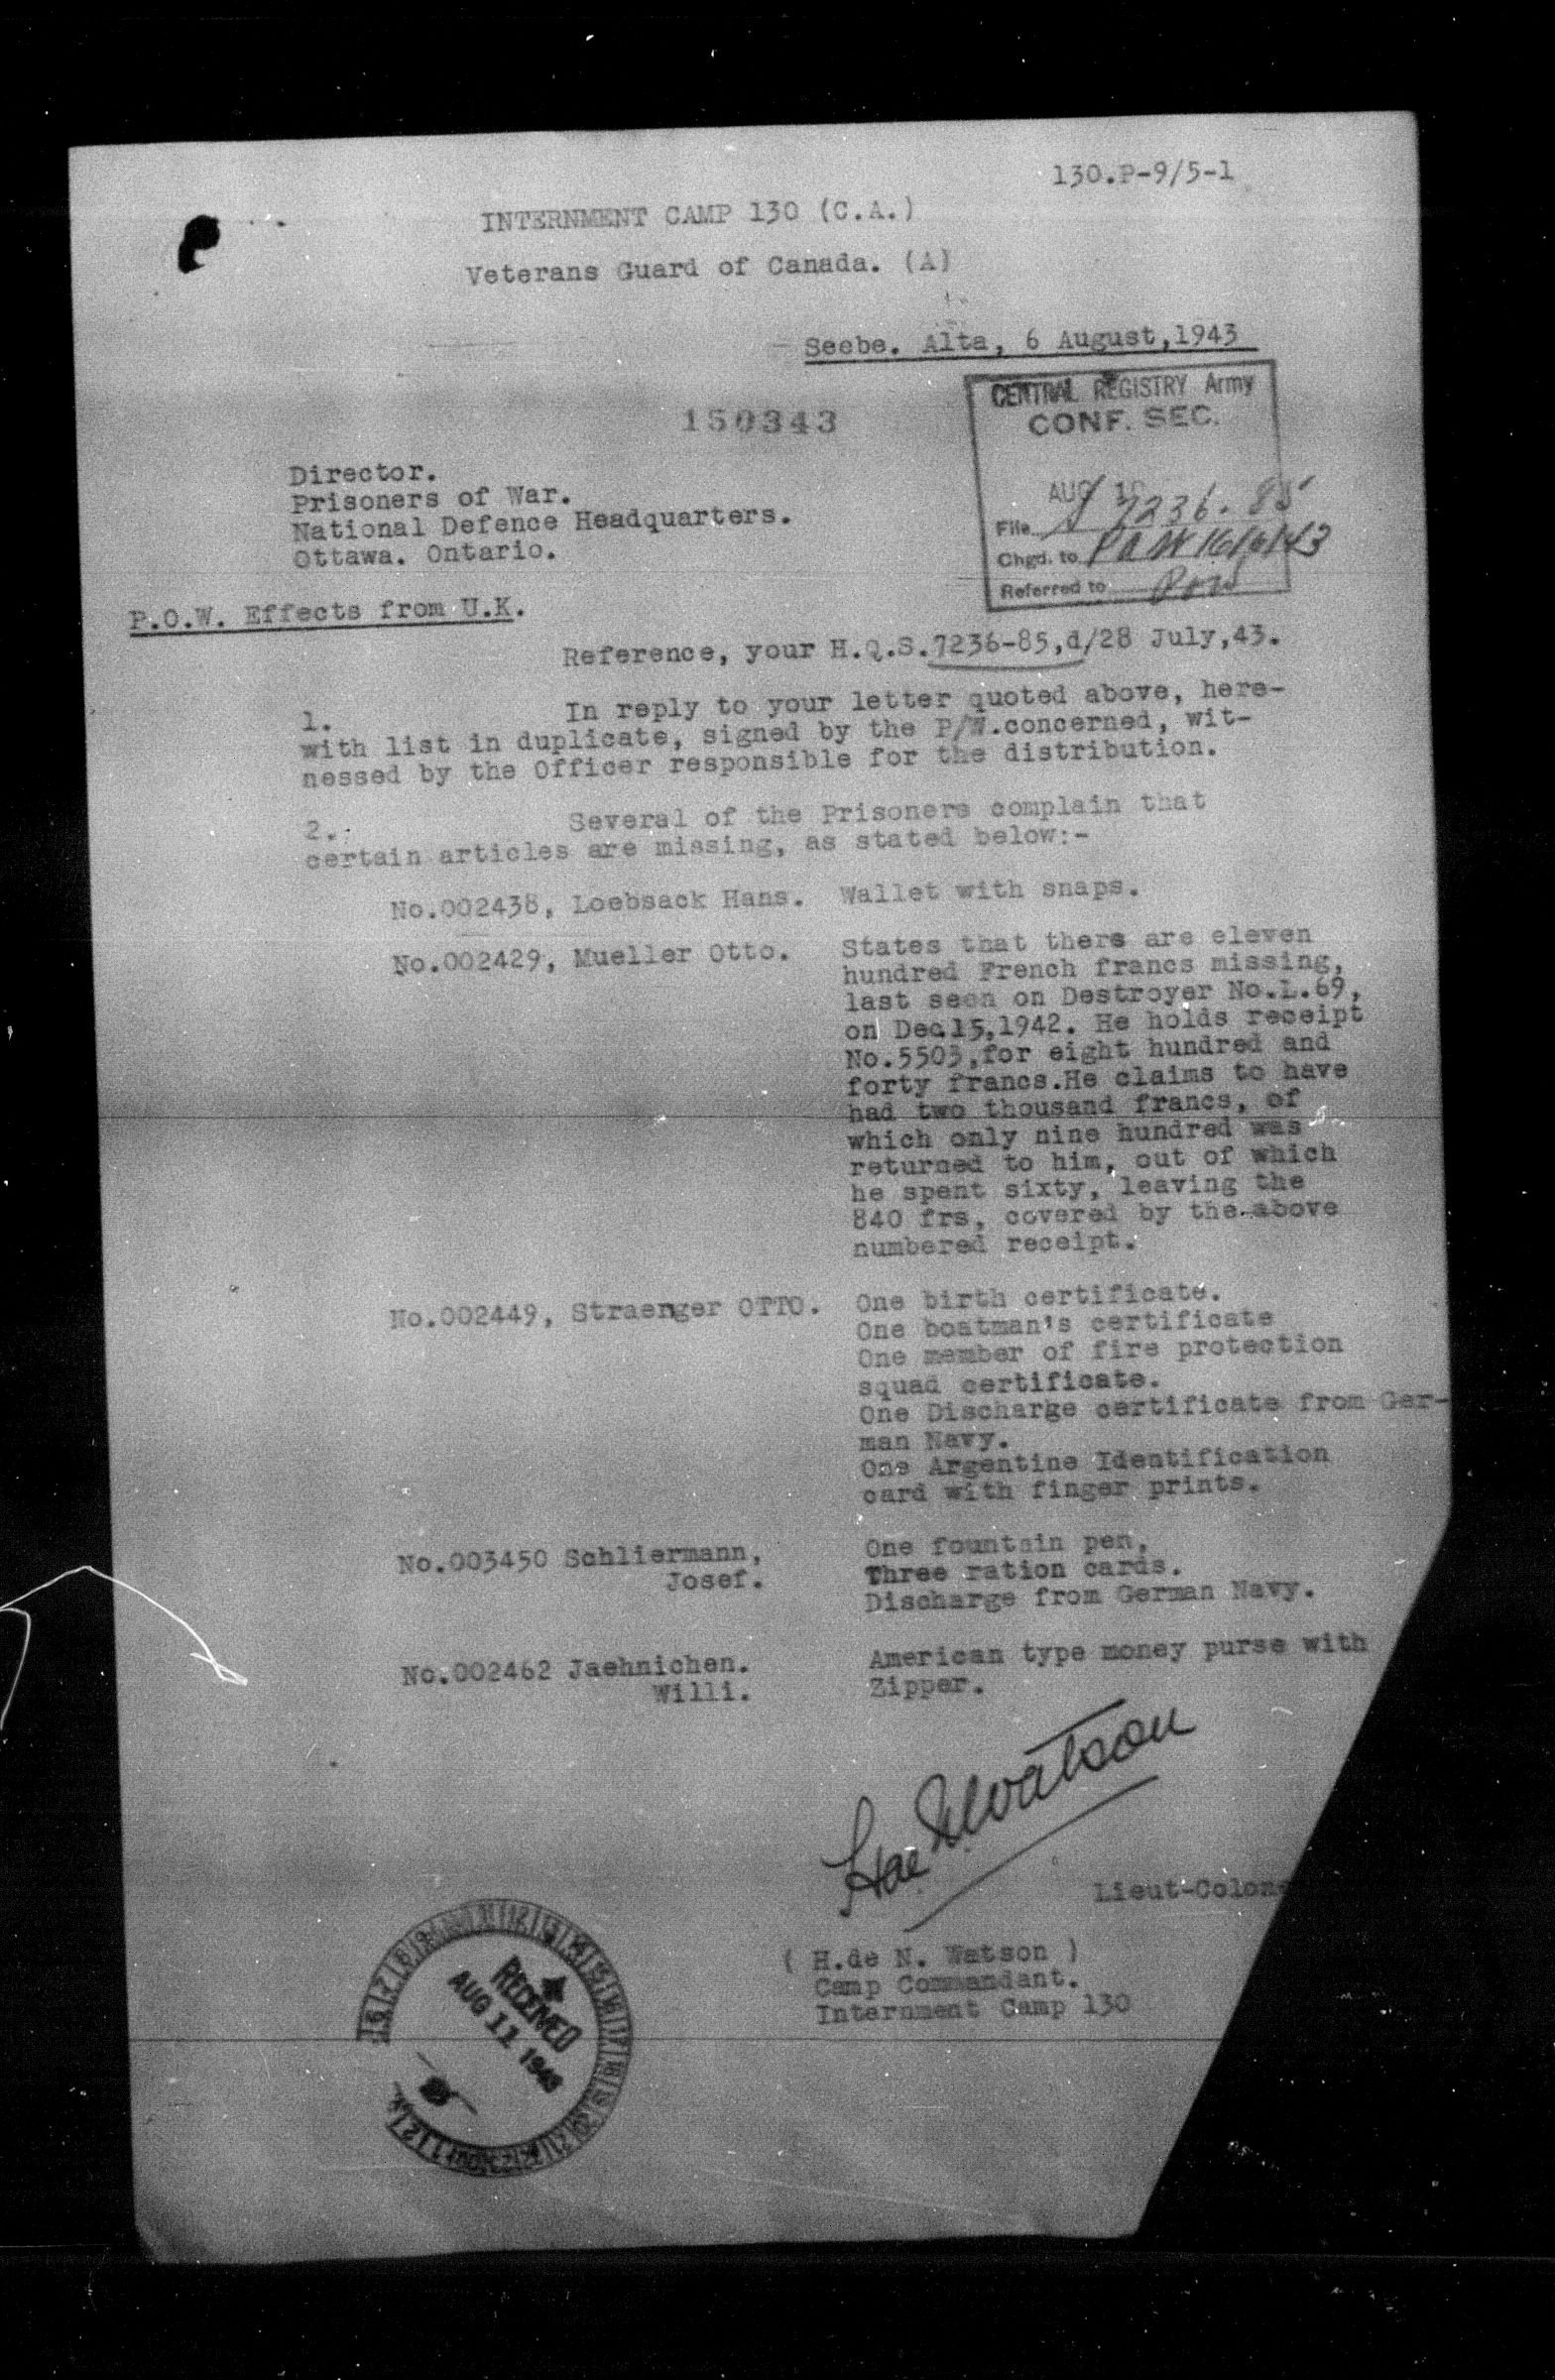 130.P-9/5-1
INTERNMENT CAMP 130 (C.A.)
Veterans Guard of Canada. (A)
Seebe. Alta, 6 August,1943
150343
CENTRAL REGISTRY Army
CONF. SEC.
AUG 10
File 7236-85
Chgd. to
Referred to Pow
Director.
Prisoners of War.
National Defence Headquarters.
Ottawa. Ontario.
P.O.W. Effects from U.K.
Reference, your H.Q.S.7236-85,d/28 July,43.
1. In reply to your letter quoted above, here-
with list in duplicate, signed by the P/W.concerned, wit-
nessed by the Officer responsible for the distribution.
2. Several of the Prisoners complain that
certain articles are missing, as stated below:-
No.002438, Loebsack Hans. Wallet with snaps.
No.002429, Mueller Otto. States that there are eleven
hundred French francs missing,
last seen on Destroyer No.L.69,
on Dec.15,1942. He holds receipt
No.5503,for eight hundred and
forty francs.He claims to have
had two thousand francs, of
which only nine hundred was
returned to him, out of which
he spent sixty, leaving the
840 frs, covered by the above
numbered receipt.
No.002449, Straenger OTTO. One birth certificate.
One boatman's certificate
One member of fire protection
squad certificate.
One Discharge certificate from Ger-
man Navy.
One Argentine Identification
card with finger prints.
No.003450 Schliermann, One fountain pen,
Josef. Three ration cards.
Discharge from German Navy.
No.002462 Jaehnichen. American type money purse with
Willi. Zipper.
Lieut-Colone
( H.de N. Watson )
Camp Commandant.
Internment Camp 130
RECEIVED
AUG 11 1943